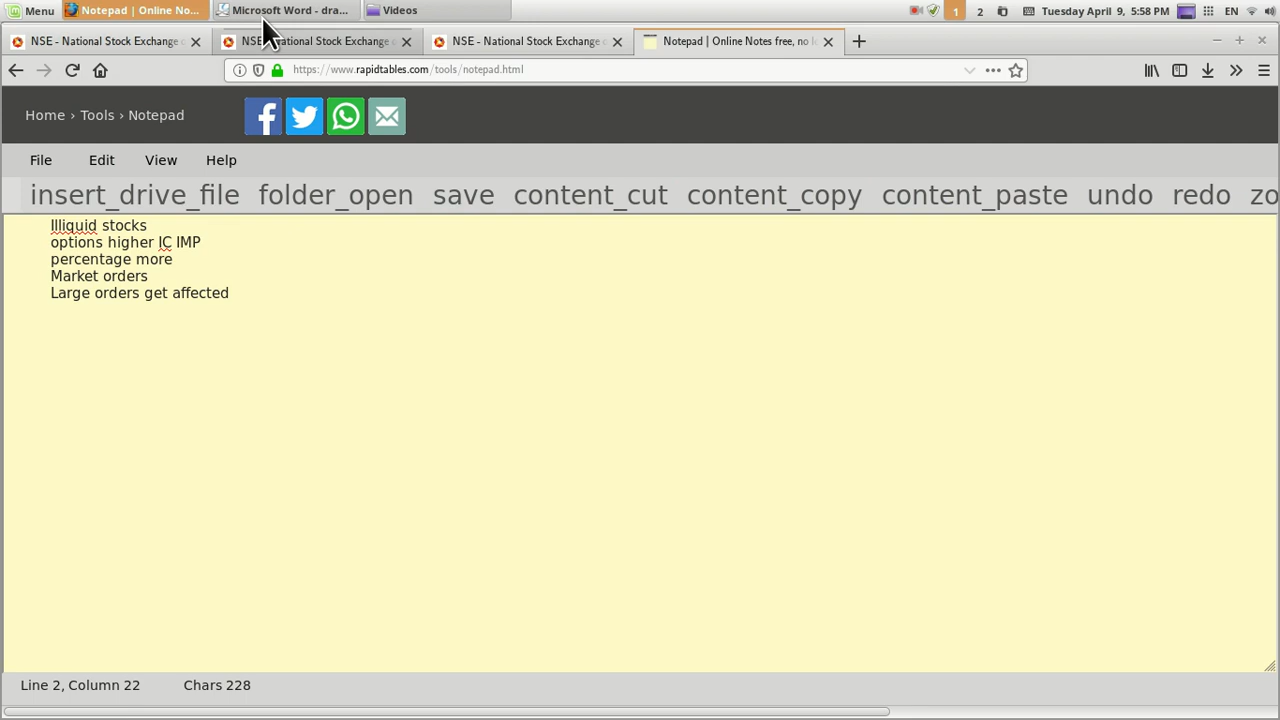 Menu Notepad | Online No... Microsoft Word - dra... Videos 1 2 Tuesday April 9, 5:58 PM EN
NSE - National Stock Exchange NSE - National Stock Exchange NSE - National Stock Exchange Notepad | Online Notes free, no
https://www.rapidtables.com/tools/notepad.html
Home › Tools › Notepad
File Edit View Help
insert_drive_file folder_open save content_cut content_copy content_paste undo redo zo
Illiquid stocks
options higher IC IMP
percentage more
Market orders
Large orders get affected
Line 2, Column 22 Chars 228